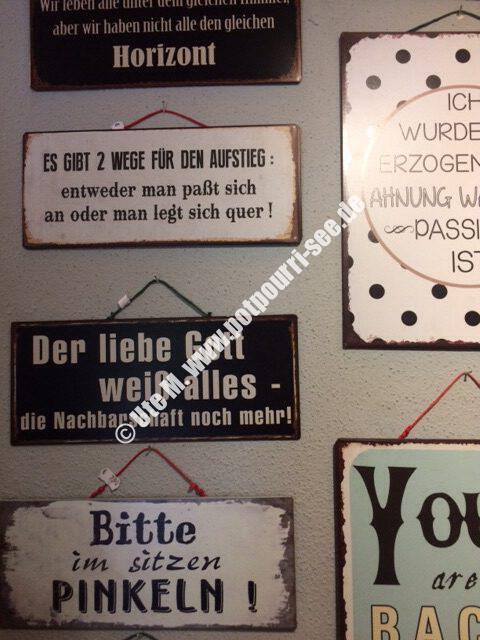 Wir leben alle unter dem gleichen Himmel,
aber wir haben nicht alle den gleichen
Horizont
ES GIBT 2 WEGE FÜR DEN AUFSTIEG :
entweder man paßt sich
an oder man legt sich quer !
Der liebe Gott
weiß alles -
die Nachbarschaft noch mehr!
Bitte
im sitzen
PINKELN !
ICH
WURDE
ERZOGEN
AHNUNG
PASSI
IST
YOU
are
BAC
© Ute M. www.potpourri-see.de